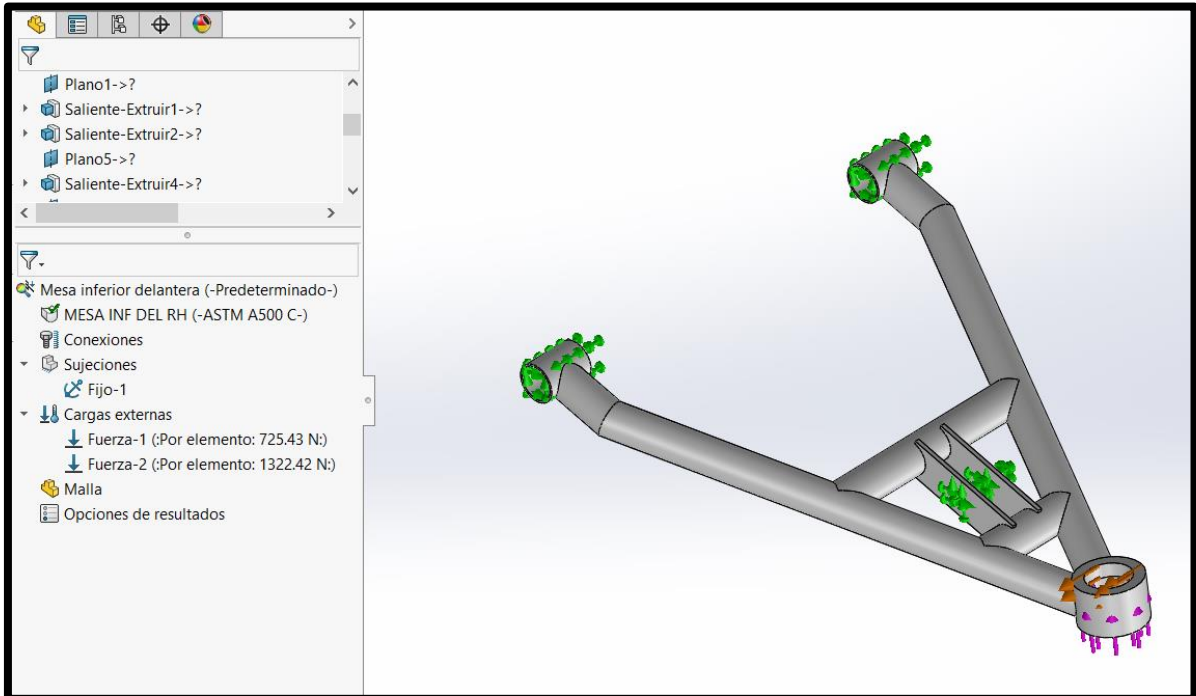 Plano1->?
Saliente-Extruir1->?
Saliente-Extruir2->?
Plano5->?
Saliente-Extruir4->?
Mesa inferior delantera (-Predeterminado-)
MESA INF DEL RH (-ASTM A500 C-)
Conexiones
Sujeciones
Fijo-1
Cargas externas
Fuerza-1 (:Por elemento: 725.43 N:)
Fuerza-2 (:Por elemento: 1322.42 N:)
Malla
Opciones de resultados